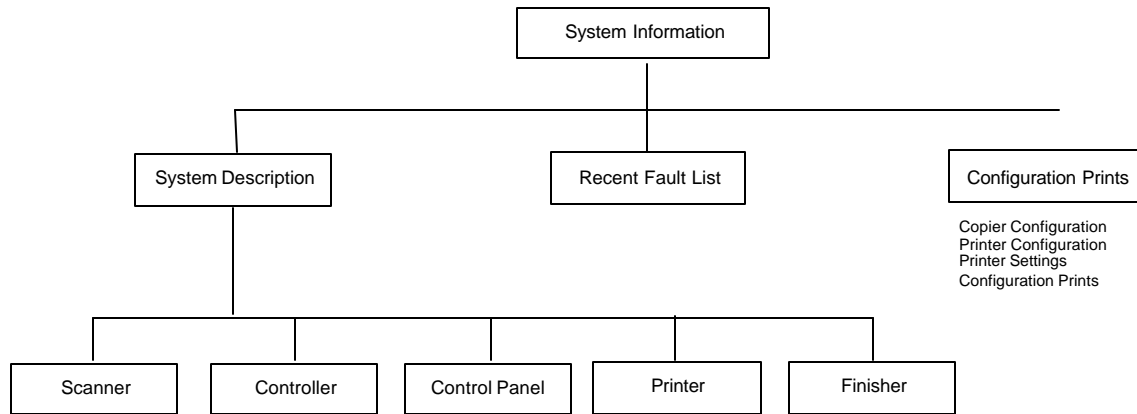 System Information
System Description
Recent Fault List
Configuration Prints
Copier Configuration
Printer Configuration
Printer Settings
Configuration Prints
Scanner
Controller
Control Panel
Printer
Finisher